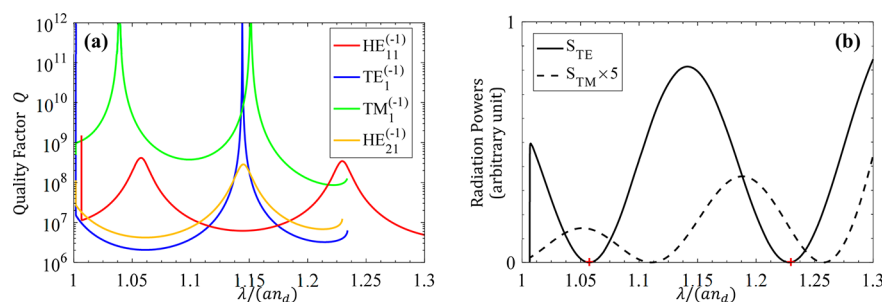 (a)
Quality Factor Q
10^12
10^11
10^10
10^9
10^8
10^7
10^6
HE_11^(-1)
TE_1^(-1)
TM_1^(-1)
HE_21^(-1)
1 1.05 1.1 1.15 1.2 1.25 1.3
λ/(an_d)
(b)
Radiation Powers
(arbitrary unit)
1
0
S_TE
S_TM×5
1 1.05 1.1 1.15 1.2 1.25 1.3
λ/(an_d)